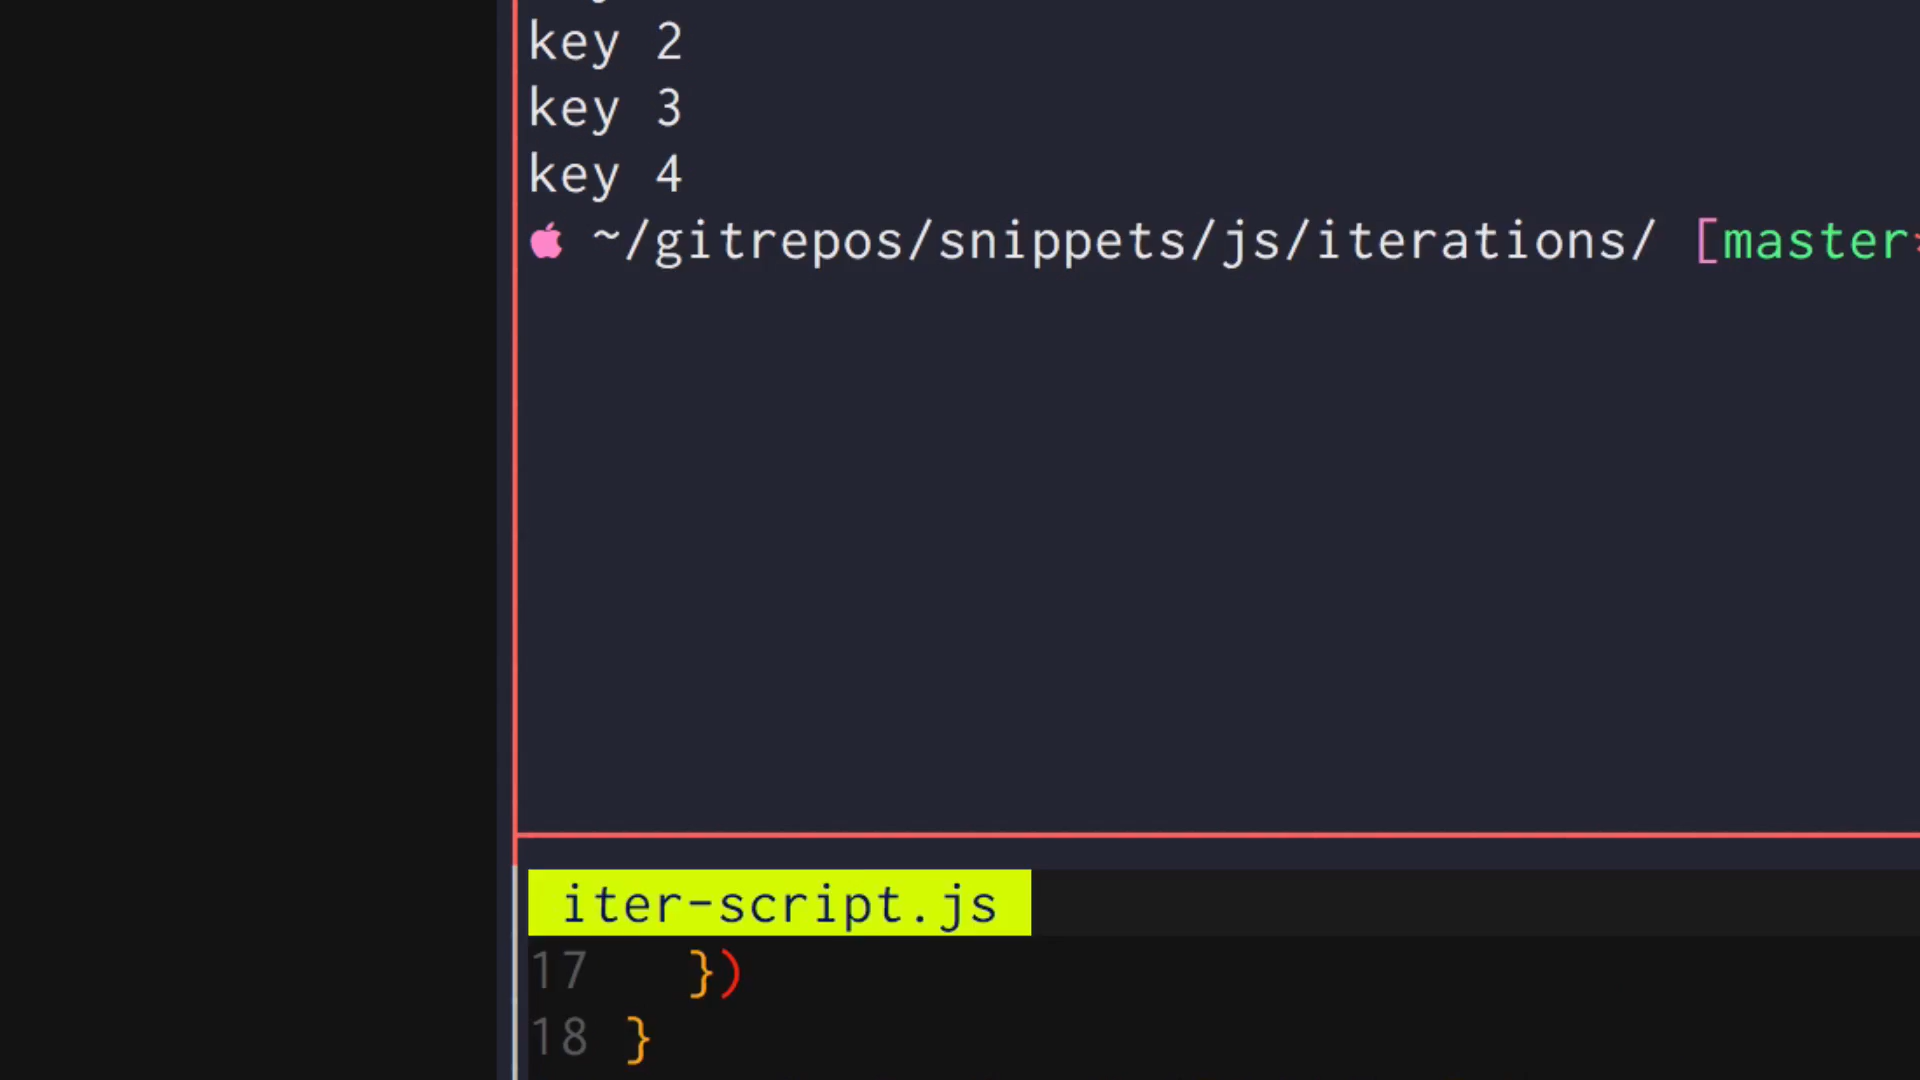 key 2
key 3
key 4
~/gitrepos/snippets/js/iterations/ [master
iter-script.js
17 })
18 }